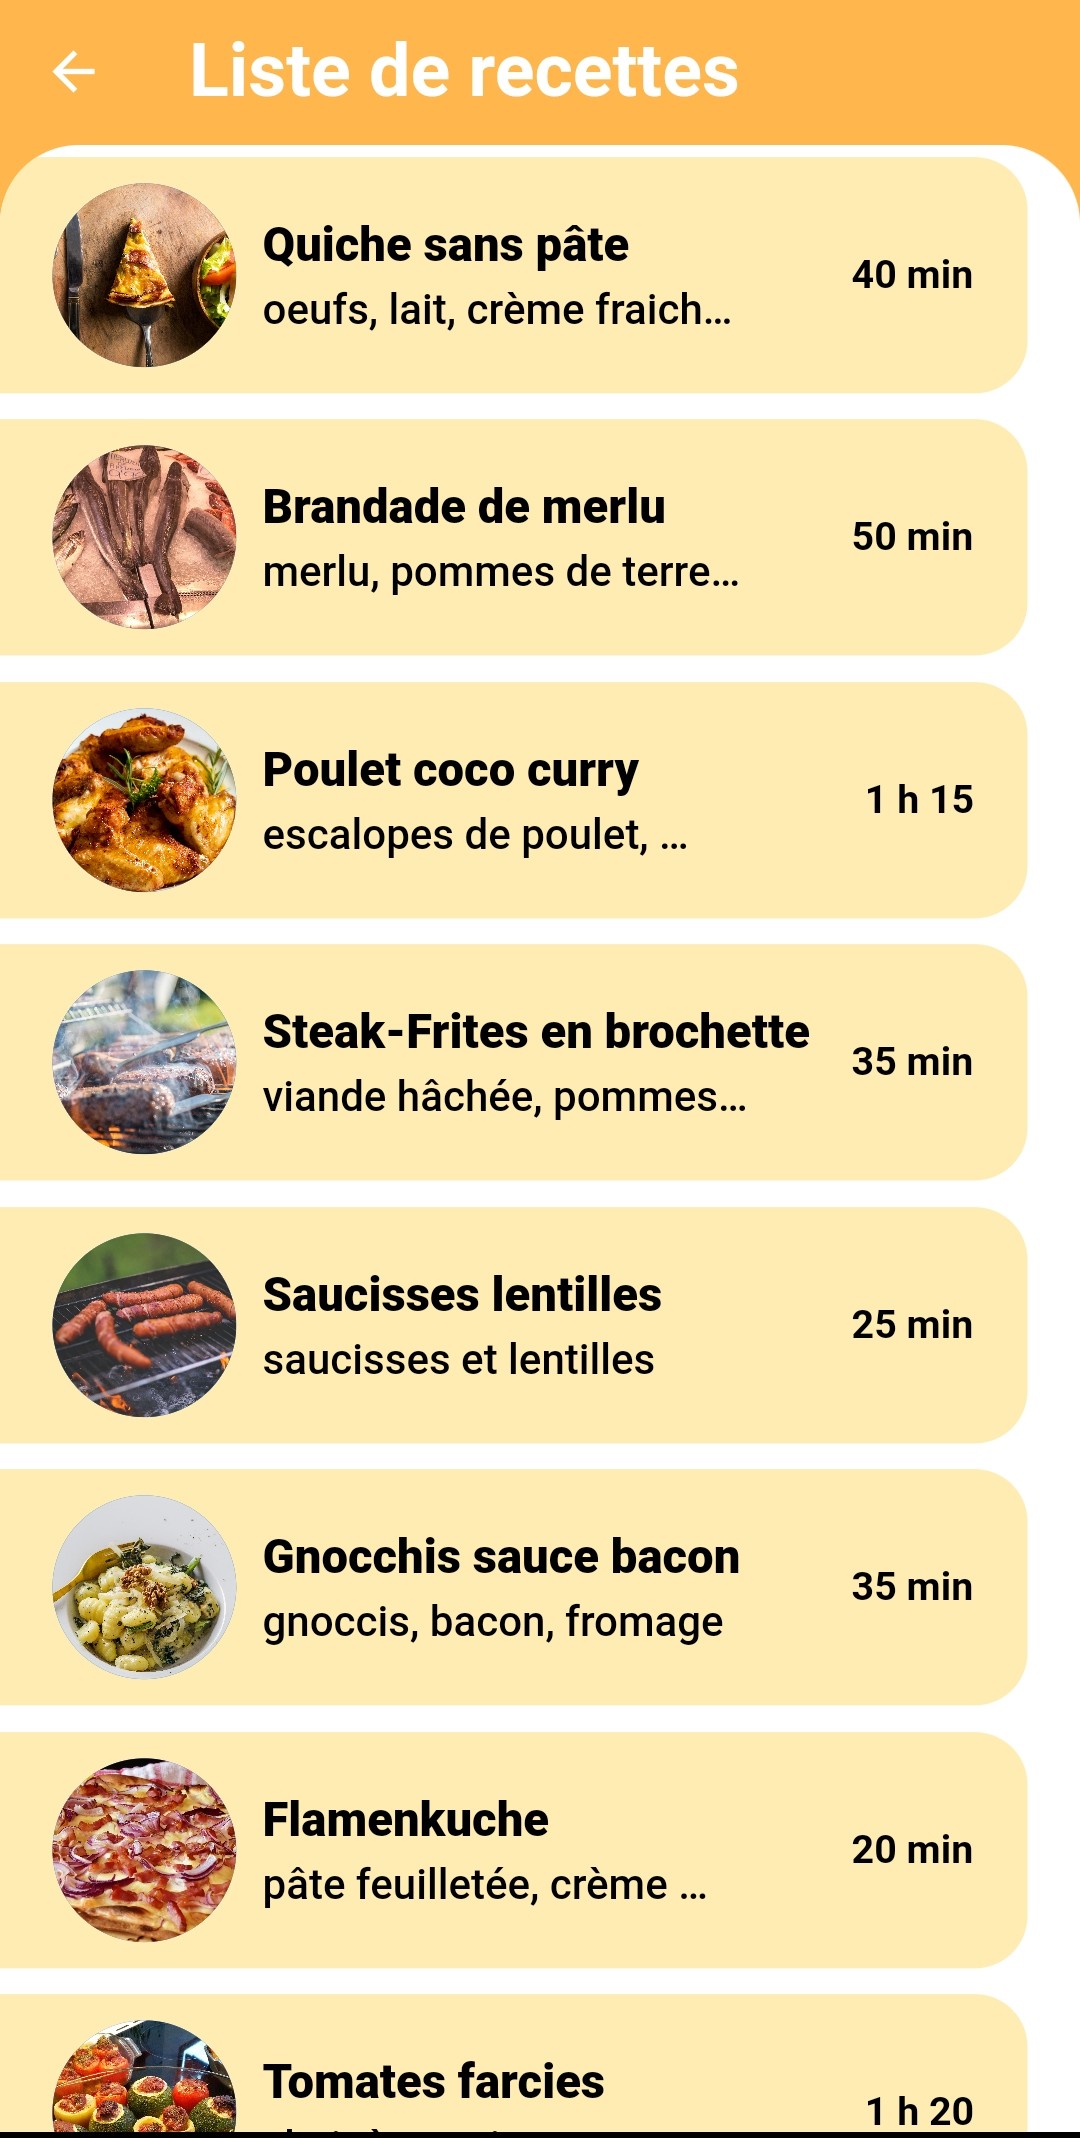 Liste de recettes
Quiche sans pâte
oeufs, lait, crème fraich...
40 min
Brandade de merlu
merlu, pommes de terre...
50 min
Poulet coco curry
escalopes de poulet, ...
1 h 15
Steak-Frites en brochette
viande hâchée, pommes...
35 min
Saucisses lentilles
saucisses et lentilles
25 min
Gnocchis sauce bacon
gnoccis, bacon, fromage
35 min
Flamenkuche
pâte feuilletée, crème ...
20 min
Tomates farcies
1 h 20